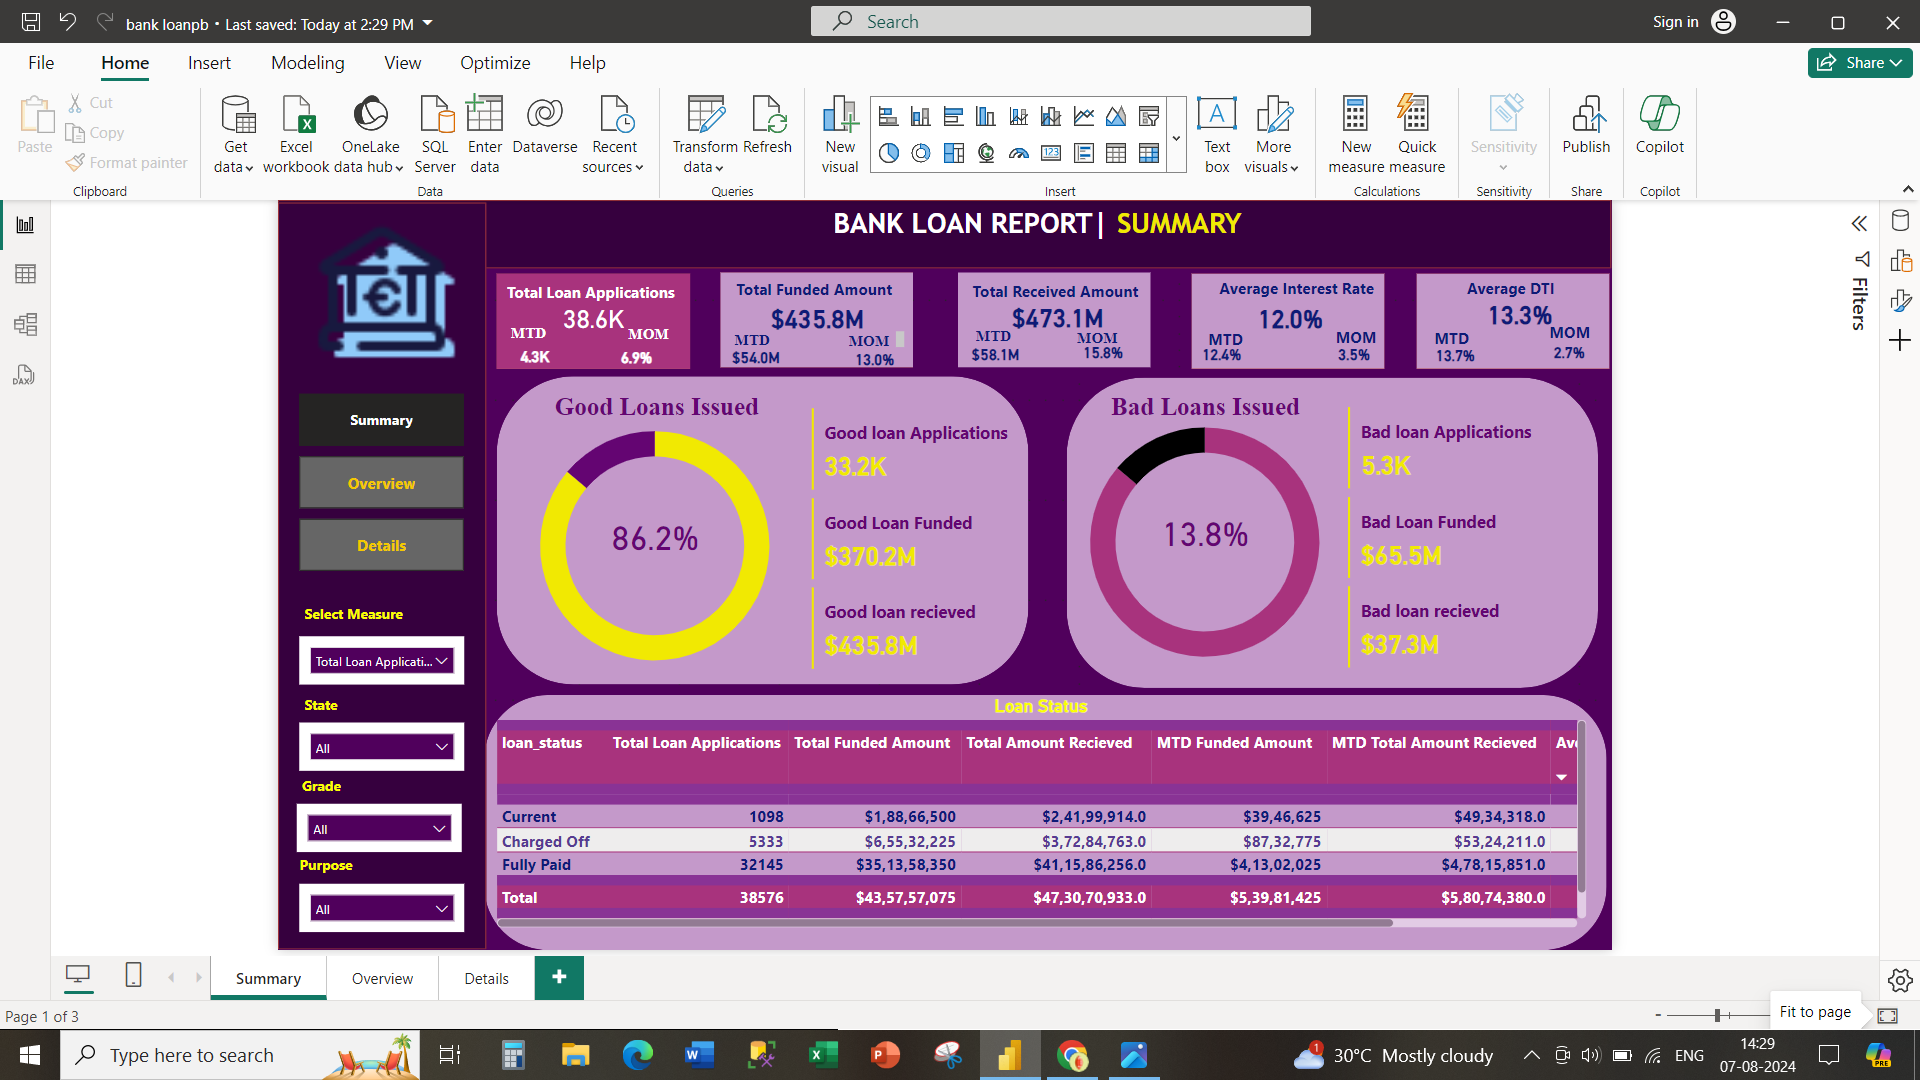 bank loanpb • Last saved: Today at 2:29 PM
Search
Sign in
File Home Insert Modeling View Optimize Help
Share
Paste
Cut
Copy
Format painter
Clipboard
Get data
Excel workbook
OneLake data hub
SQL Server
Enter data
Dataverse
Recent sources
Data
Transform data
Refresh
Queries
New visual
123
A
Text box
More visuals
Insert
New measure
Quick measure
Calculations
Sensitivity
Sensitivity
Publish
Share
Copilot
Copilot
DAX
BANK LOAN REPORT| SUMMARY
Total Loan Applications
38.6K
MTD MOM
4.3K 6.9%
Total Funded Amount
$435.8M
MTD MOM
$54.0M 13.0%
Total Received Amount
$473.1M
MTD MOM
$58.1M 15.8%
Average Interest Rate
12.0%
MTD MOM
12.4% 3.5%
Average DTI
13.3%
MTD MOM
13.7% 2.7%
Filters
Summary
Overview
Details
Select Measure
Total Loan Applicati...
State
All
Grade
All
Purpose
All
Good Loans Issued
86.2%
Good loan Applications
33.2K
Good Loan Funded
$370.2M
Good loan recieved
$435.8M
Bad Loans Issued
13.8%
Bad loan Applications
5.3K
Bad Loan Funded
$65.5M
Bad loan recieved
$37.3M
Loan Status
loan_status Total Loan Applications Total Funded Amount Total Amount Recieved MTD Funded Amount MTD Total Amount Recieved Ave
Current 1098 $1,88,66,500 $2,41,99,914.0 $39,46,625 $49,34,318.0
Charged Off 5333 $6,55,32,225 $3,72,84,763.0 $87,32,775 $53,24,211.0
Fully Paid 32145 $35,13,58,350 $41,15,86,256.0 $4,13,02,025 $4,78,15,851.0
Total 38576 $43,57,57,075 $47,30,70,933.0 $5,39,81,425 $5,80,74,380.0
Summary Overview Details +
Page 1 of 3
Fit to page
Type here to search
1
30°C Mostly cloudy
ENG
14:29
07-08-2024
PRE